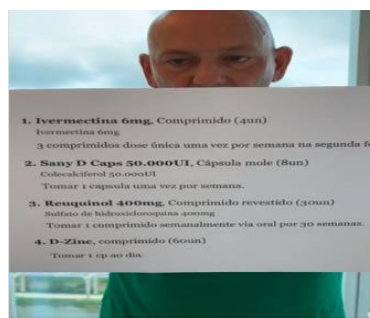 1. Ivermectina 6mg, Comprimido (4un)
Ivermectina 6mg
3 comprimidos dose única uma vez por semana na segunda f
2. Sany D Caps 50.000UI, Cápsula mole (8un)
Colecalciferol 50.000UI
Tomar 1 capsula uma vez por semana.
3. Reuquinol 400mg, Comprimido revestido (30un)
Sulfato de hidroxicloroquina 400mg
Tomar 1 comprimido semanalmente via oral por 30 semanas.
4. D-Zinc, comprimido (60un)
Tomar 1 cp ao dia.